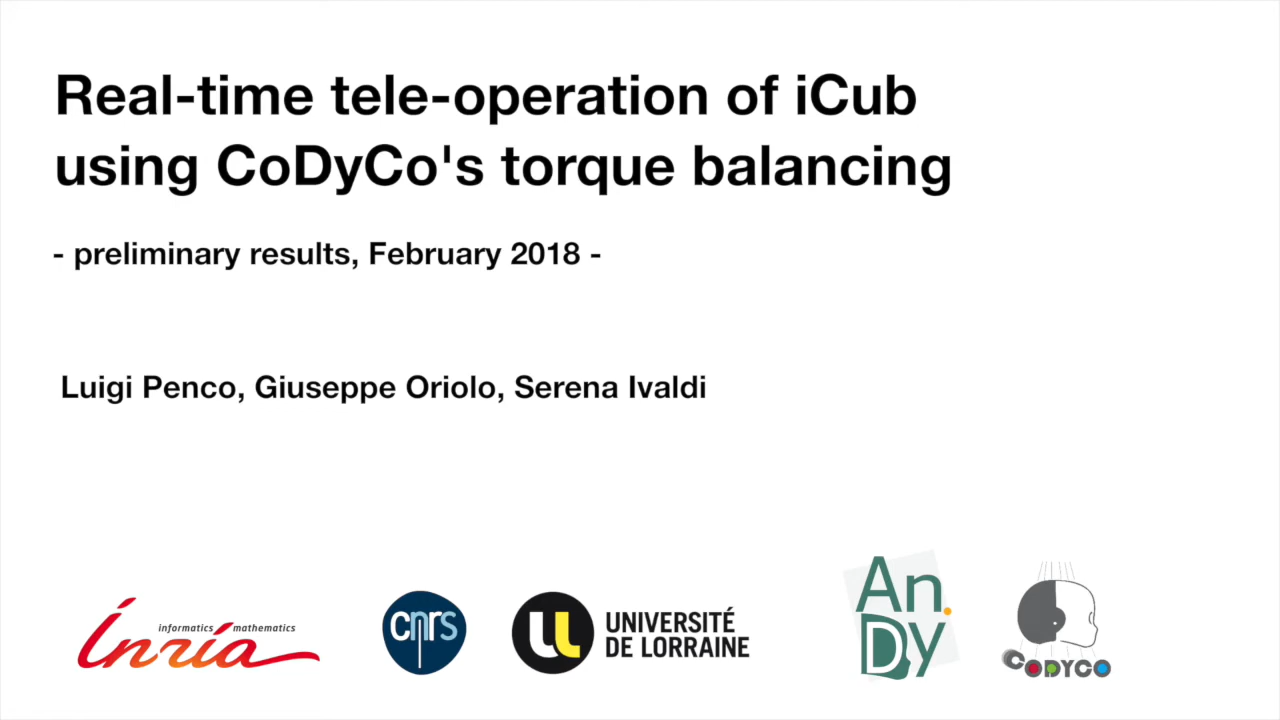 Real-time tele-operation of iCub
using CoDyCo's torque balancing
- preliminary results, February 2018 -
Luigi Penco, Giuseppe Oriolo, Serena Ivaldi
informatics mathematics
inria
cnrs
UL
UNIVERSITÉ
DE LORRAINE
An.
Dy
CODYCO